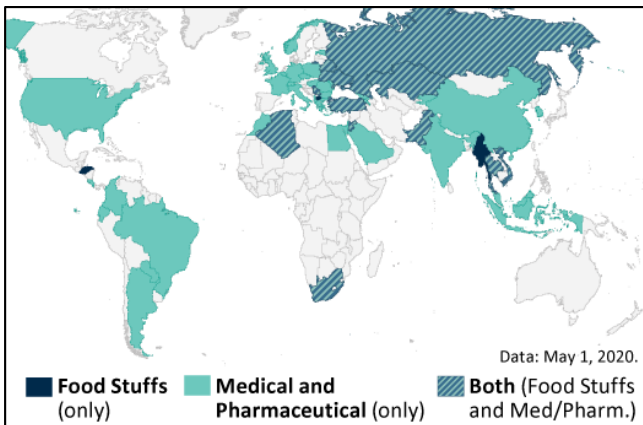 Data: May 1, 2020.
Food Stuffs
(only)
Medical and
Pharmaceutical (only)
Both (Food Stuffs
and Med/Pharm.)